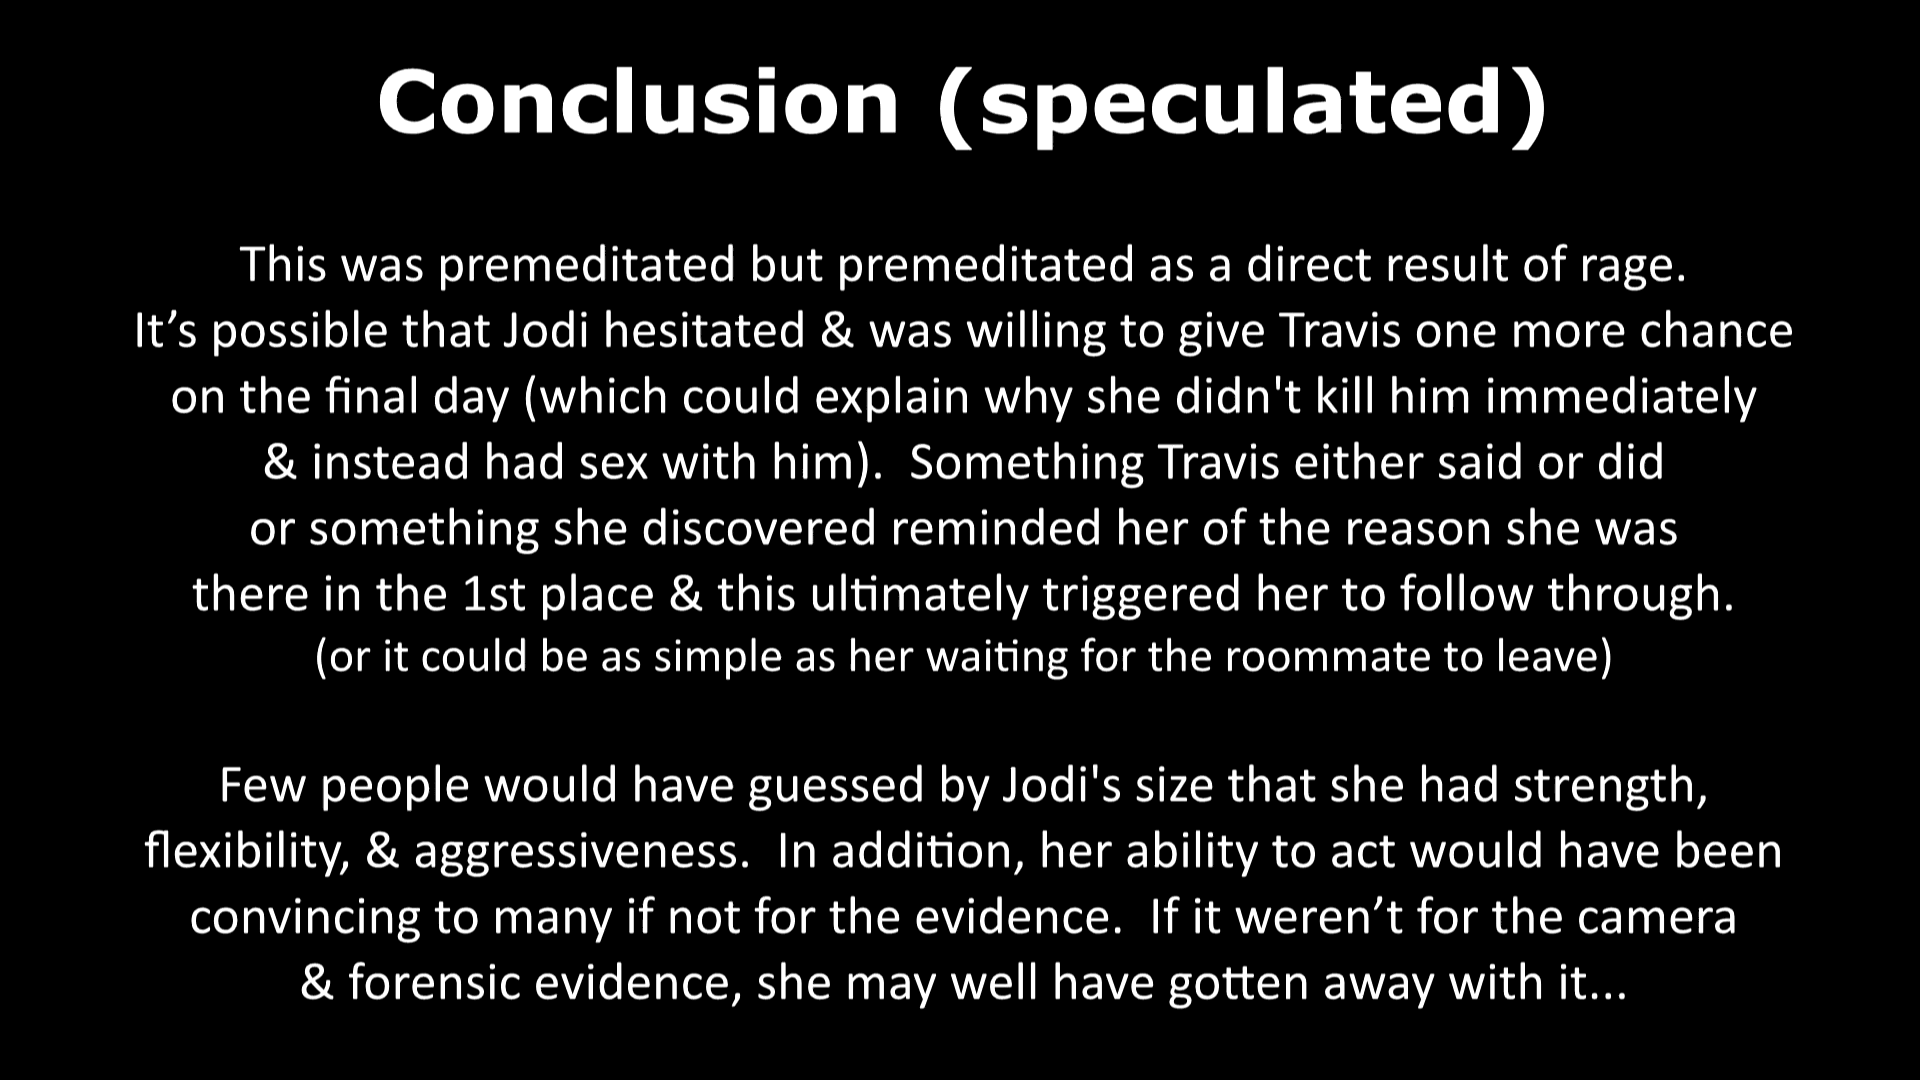 Conclusion (speculated)
This was premeditated but premeditated as a direct result of rage.
It’s possible that Jodi hesitated & was willing to give Travis one more chance
on the final day (which could explain why she didn't kill him immediately
& instead had sex with him).  Something Travis either said or did
or something she discovered reminded her of the reason she was
there in the 1st place & this ultimately triggered her to follow through.
(or it could be as simple as her waiting for the roommate to leave)
Few people would have guessed by Jodi's size that she had strength,
flexibility, & aggressiveness.  In addition, her ability to act would have been
convincing to many if not for the evidence.  If it weren’t for the camera
& forensic evidence, she may well have gotten away with it...